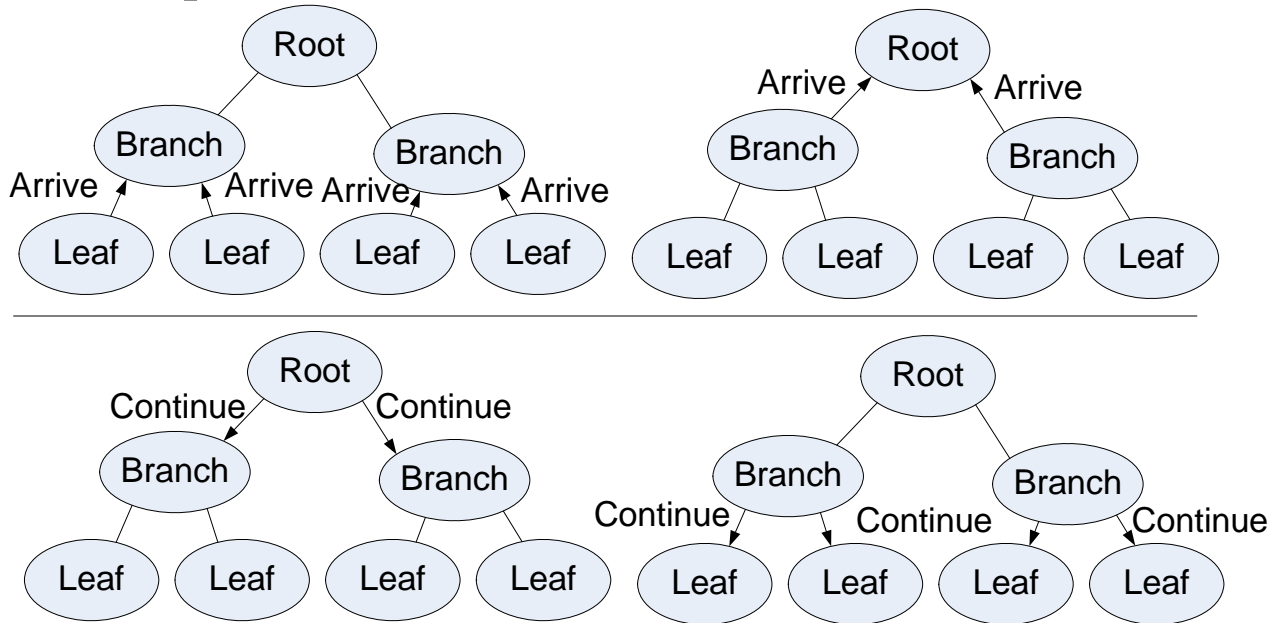 Root
Arrive
Branch
Branch
Arrive Arrive Arrive Arrive
Leaf Leaf Leaf Leaf
Root
Arrive Arrive
Branch
Branch
Leaf Leaf Leaf Leaf
Root
Continue Continue
Branch
Branch
Leaf Leaf Leaf Leaf
Root
Branch
Branch
Continue Continue Continue
Leaf Leaf Leaf Leaf